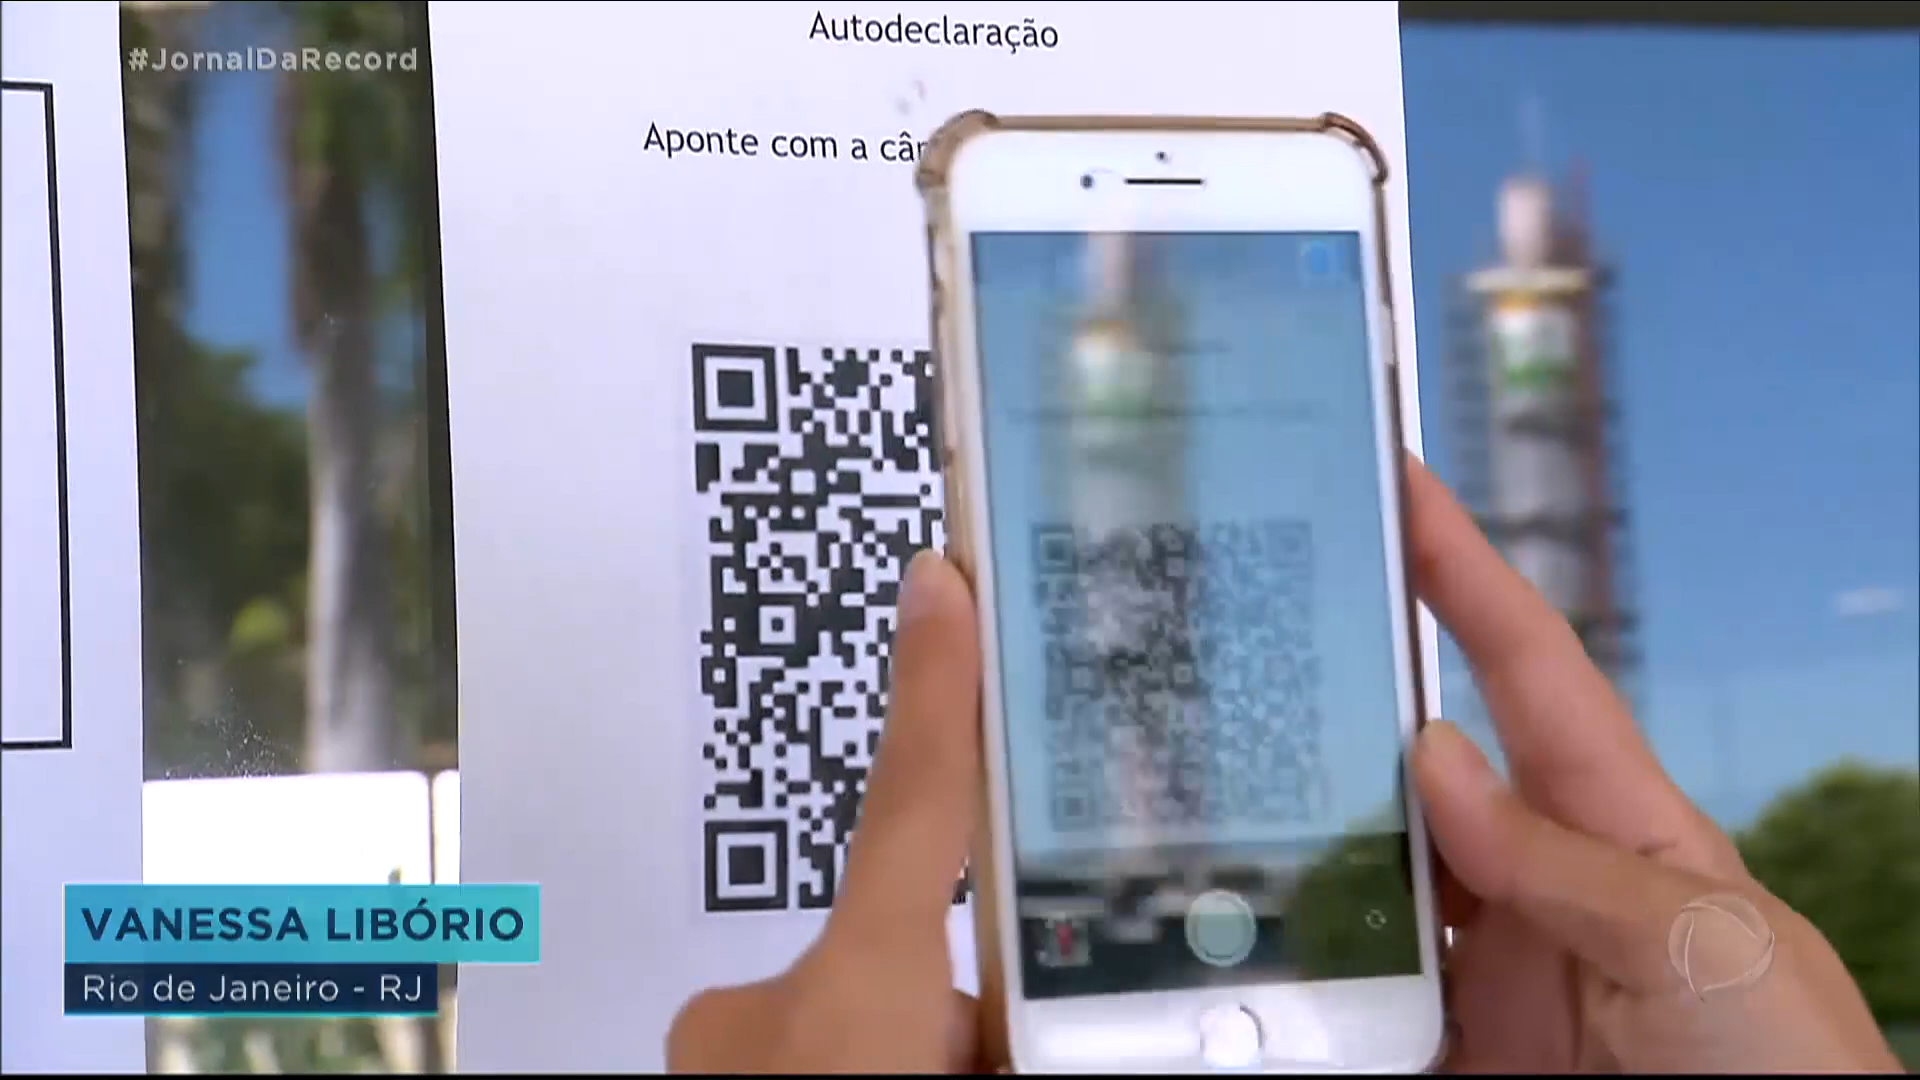 #JornalDaRecord
Autodeclaração
Aponte com a câ
VANESSA LIBÓRIO
Rio de Janeiro - RJ